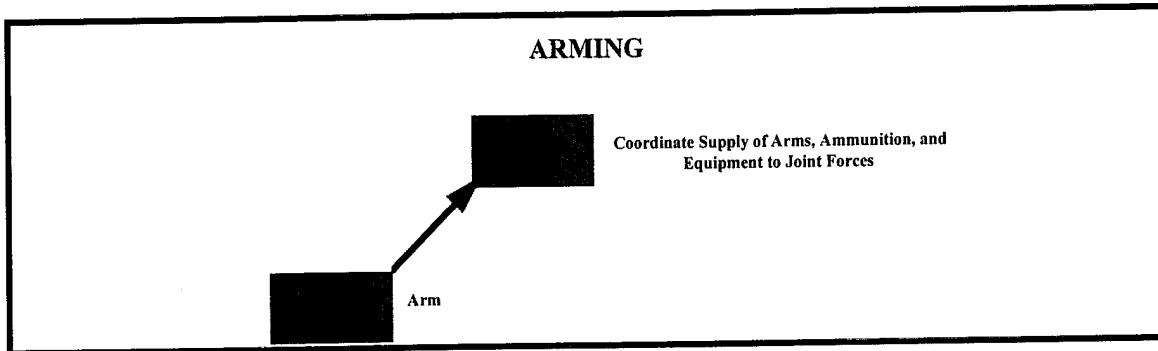 ARMING
Coordinate Supply of Arms, Ammunition, and
Equipment to Joint Forces
Arm